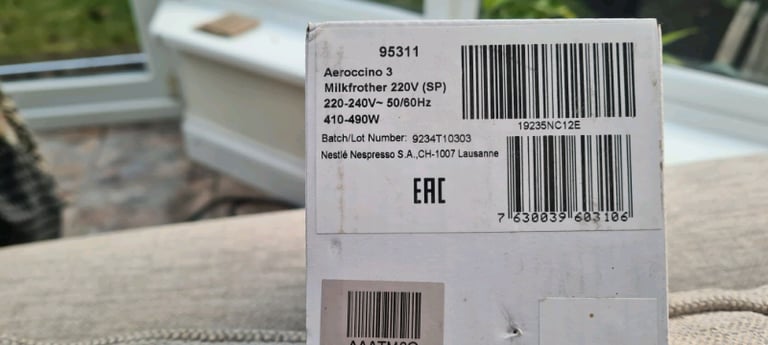 95311
Aeroccino 3
Milkfrother 220V (SP)
220-240V~ 50/60Hz
410-490W
19235NC12E
Batch/Lot Number: 9234T10303
Nestlé Nespresso S.A.,CH-1007 Lausanne
EAC
7 630039 603106